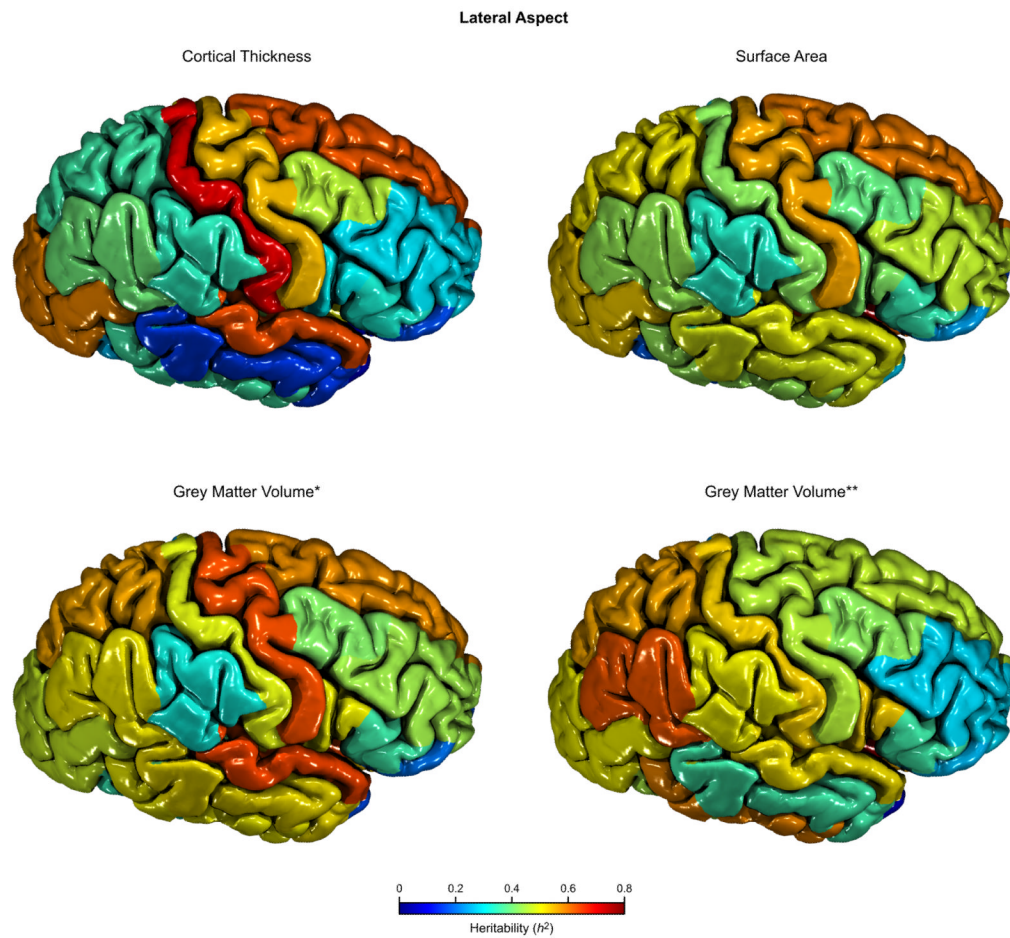 Lateral Aspect
Cortical Thickness
Surface Area
Grey Matter Volume*
Grey Matter Volume**
0 0.2 0.4 0.6 0.8
Heritability (h²)